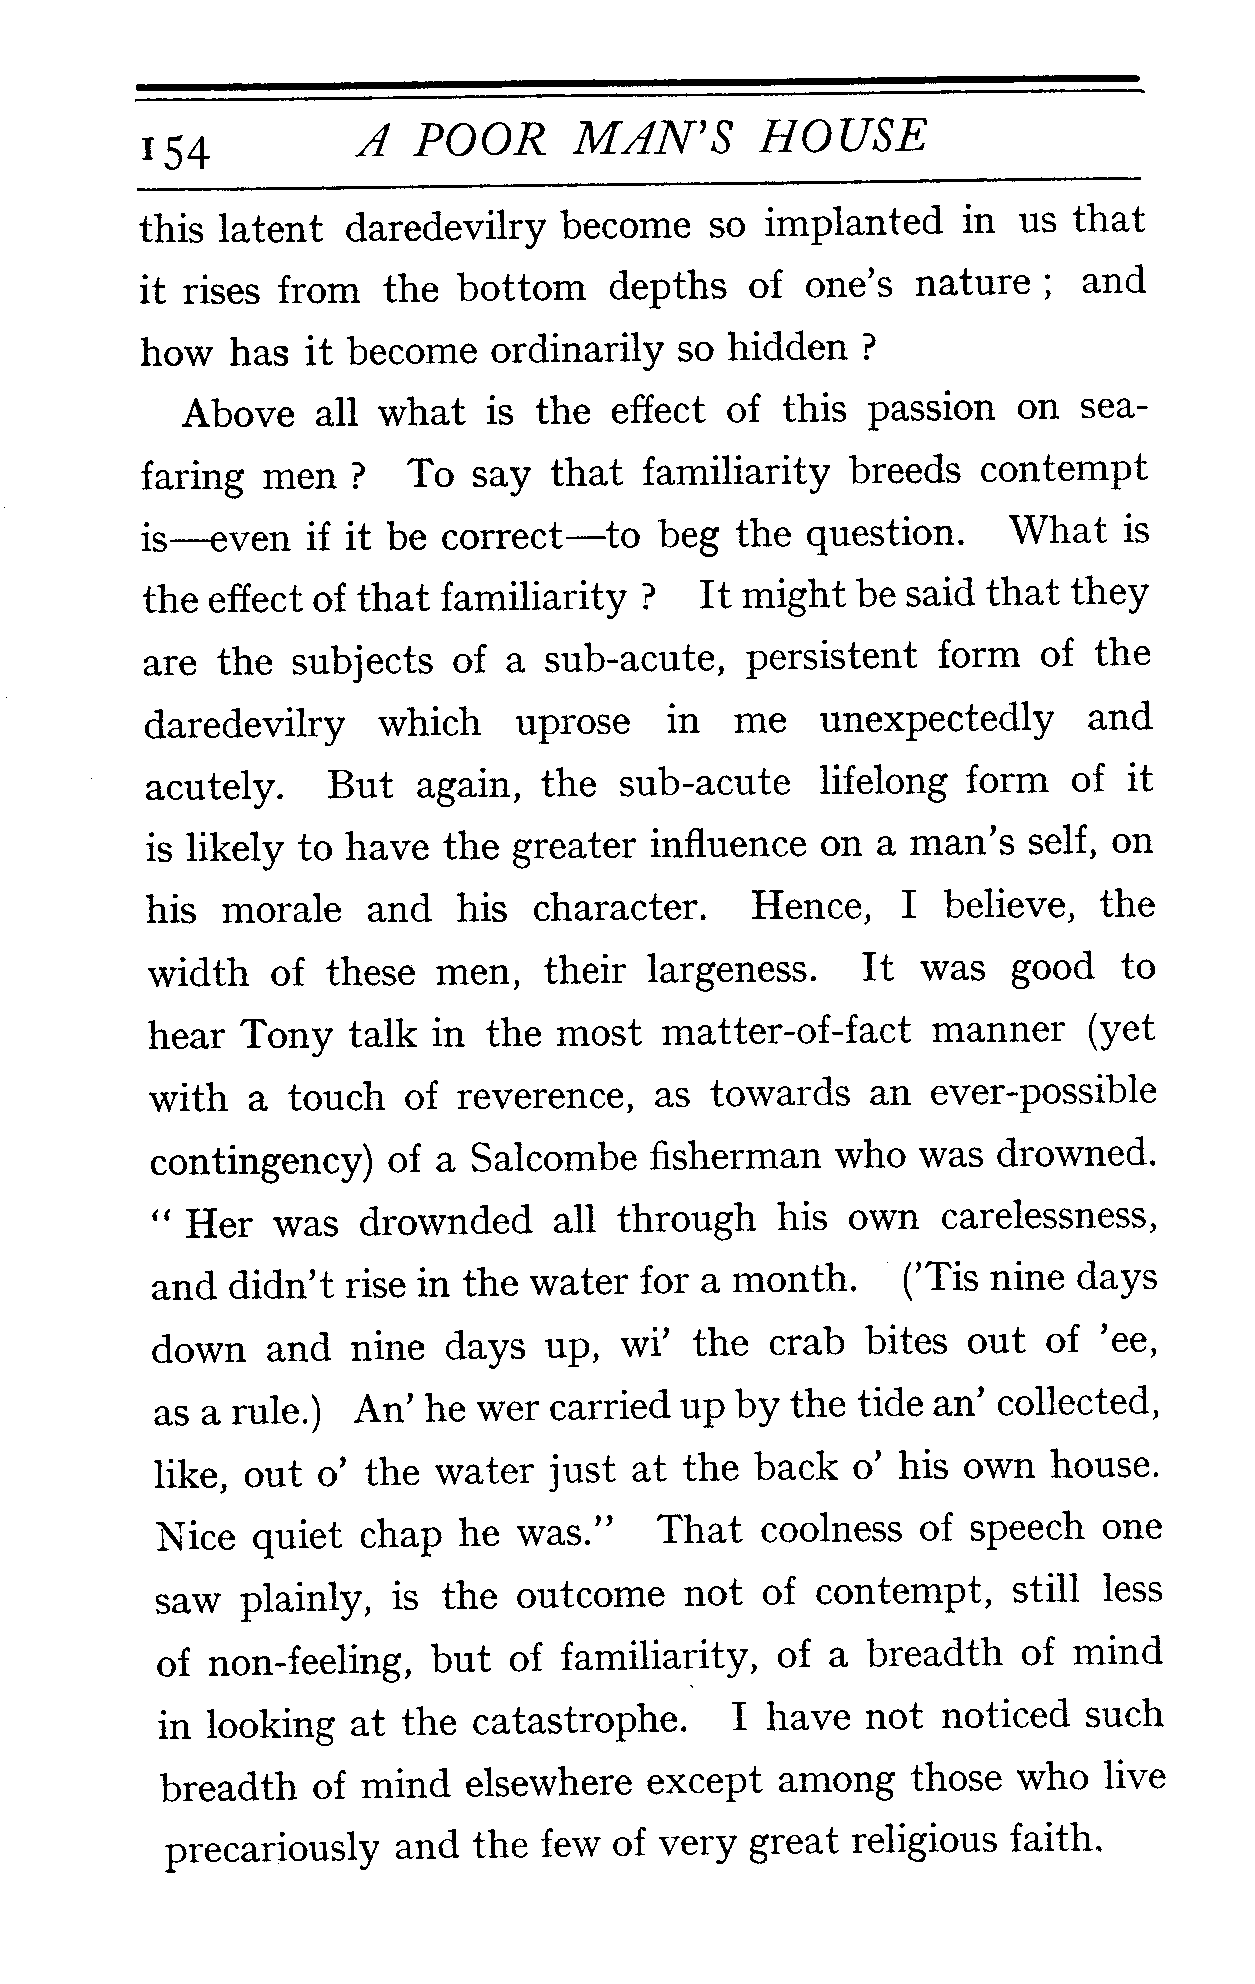 154 A POOR MAN'S HOUSE
this latent daredevilry become so implanted in us that
it rises from the bottom depths of one's nature ; and
how has it become ordinarily so hidden ?
Above all what is the effect of this passion on sea-
faring men ? To say that familiarity breeds contempt
is—even if it be correct—to beg the question. What is
the effect of that familiarity ? It might be said that they
are the subjects of a sub-acute, persistent form of the
daredevilry which uprose in me unexpectedly and
acutely. But again, the sub-acute lifelong form of it
is likely to have the greater influence on a man's self, on
his morale and his character. Hence, I believe, the
width of these men, their largeness. It was good to
hear Tony talk in the most matter-of-fact manner (yet
with a touch of reverence, as towards an ever-possible
contingency) of a Salcombe fisherman who was drowned.
“ Her was drownded all through his own carelessness,
and didn't rise in the water for a month. ('Tis nine days
down and nine days up, wi' the crab bites out of 'ee,
as a rule.) An' he wer carried up by the tide an' collected,
like, out o' the water just at the back o' his own house.
Nice quiet chap he was.” That coolness of speech one
saw plainly, is the outcome not of contempt, still less
of non-feeling, but of familiarity, of a breadth of mind
in looking at the catastrophe. I have not noticed such
breadth of mind elsewhere except among those who live
precariously and the few of very great religious faith.